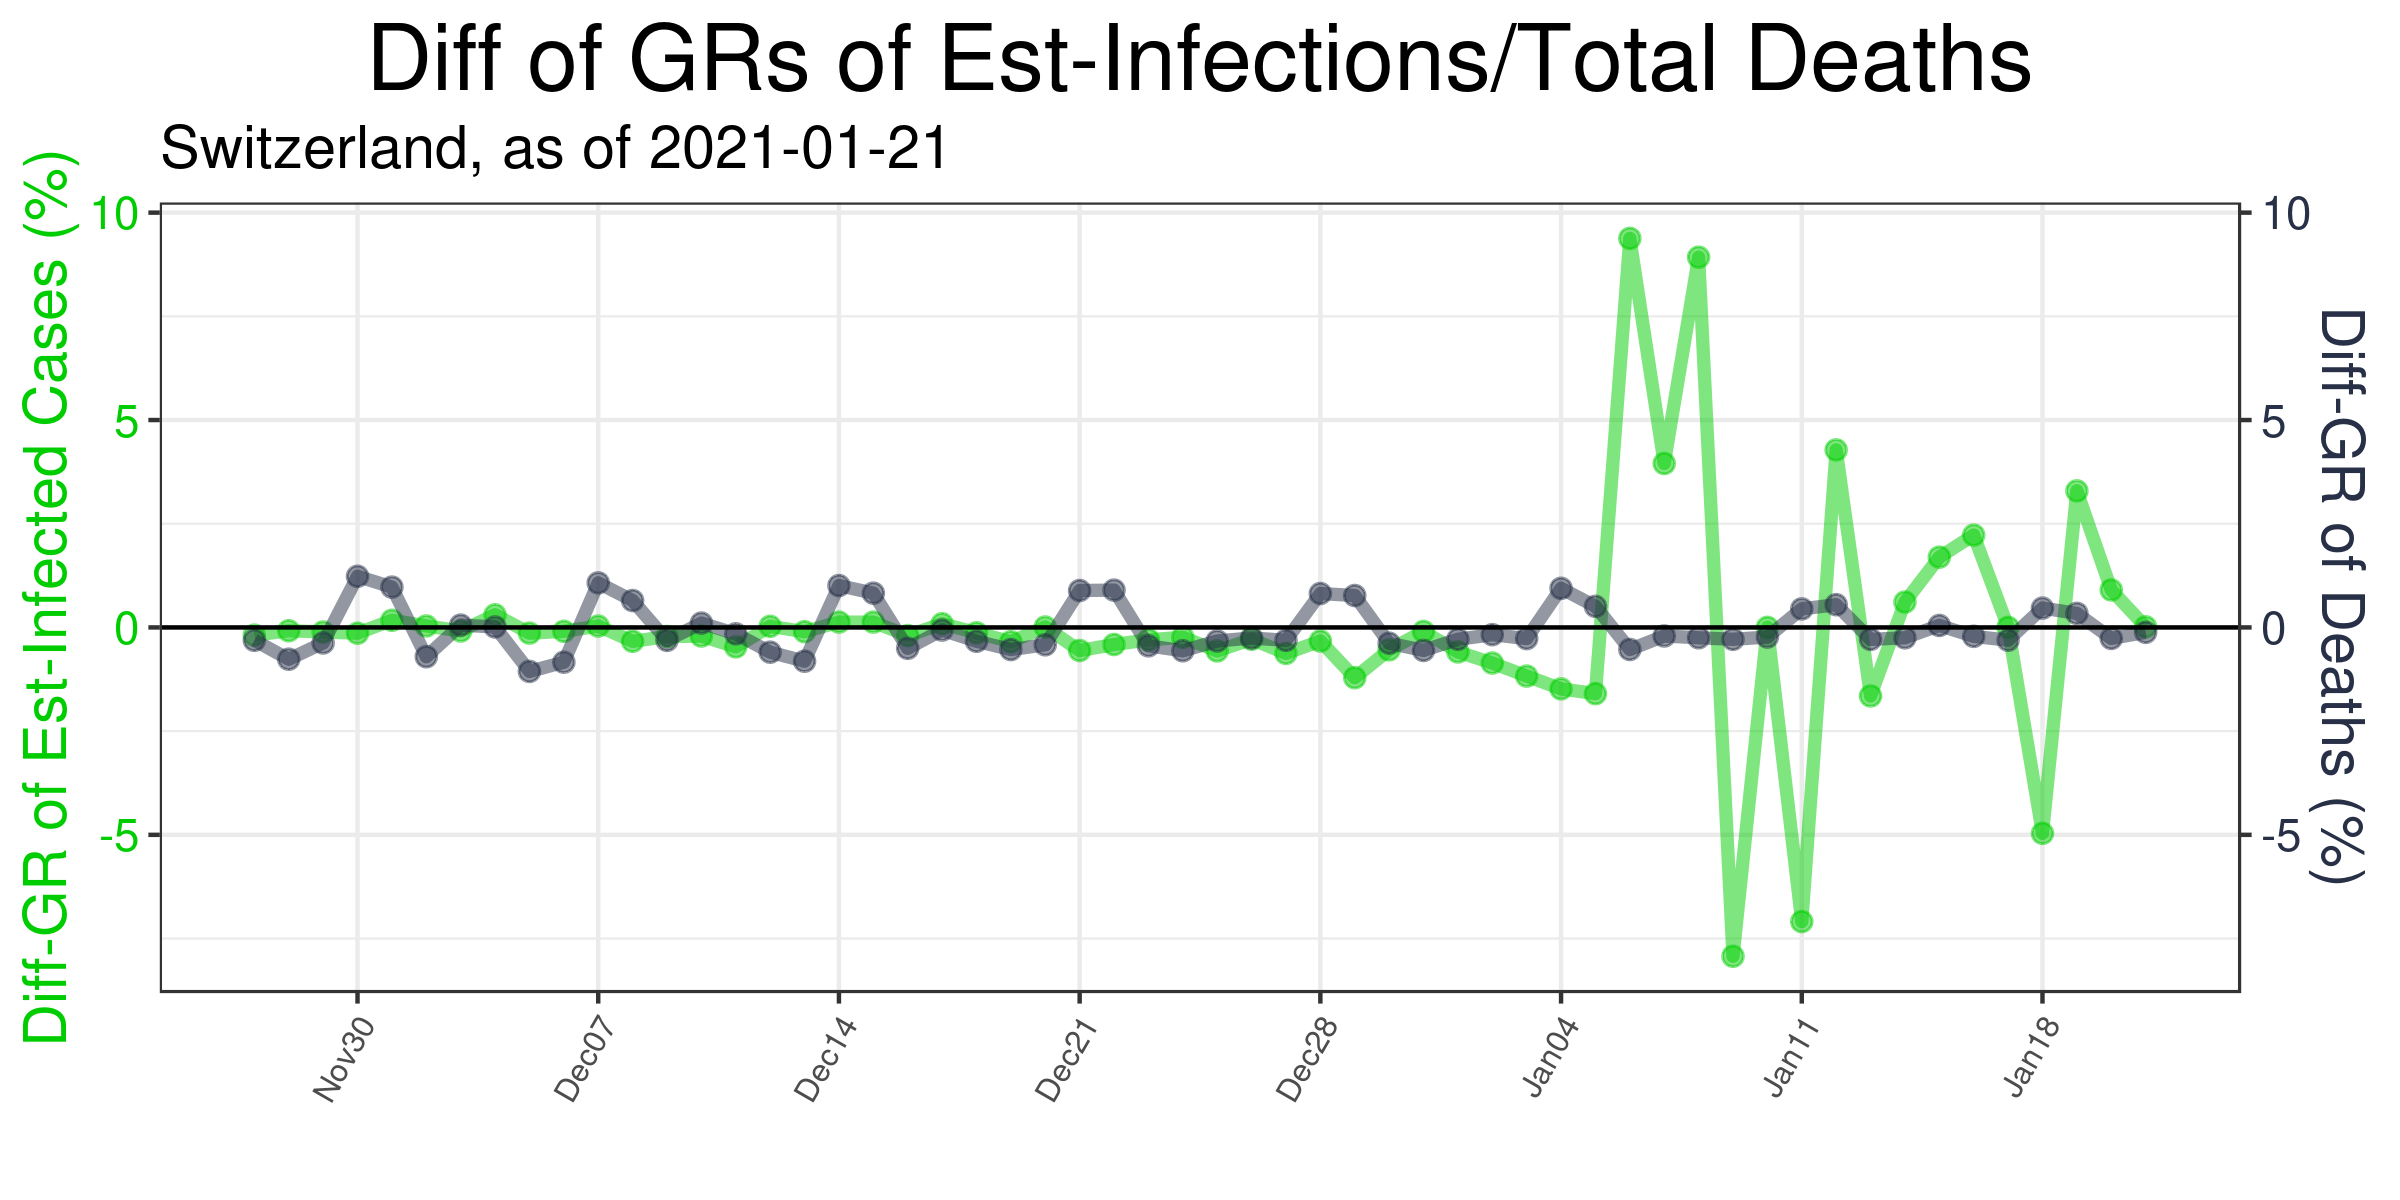 Diff of GRs of Est-Infections/Total Deaths
Switzerland, as of 2021-01-21
Diff-GR of Est-Infected Cases (%)
10
5
0
-5
10
5
0
-5
Diff-GR of Deaths (%)
Nov30
Dec07
Dec14
Dec21
Dec28
Jan04
Jan11
Jan18